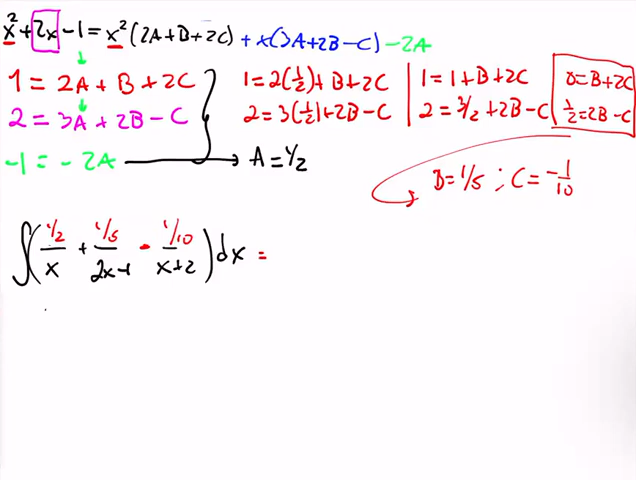 x² + 2x - 1 = x²(2A + B + 2C) + x(3A + 2B - C) - 2A
1 = 2A + B + 2C
2 = 3A + 2B - C
-1 = - 2A → A = 1/2
1 = 2(1/2) + B + 2C
2 = 3(1/2) + 2B - C
1 = 1 + B + 2C
2 = 3/2 + 2B - C
0 = B + 2C
1/2 = 2B - C
B = 1/5 ; C = -1/10
∫( (1/2)/x + (1/5)/(2x-1) - (1/10)/(x+2) ) dx =